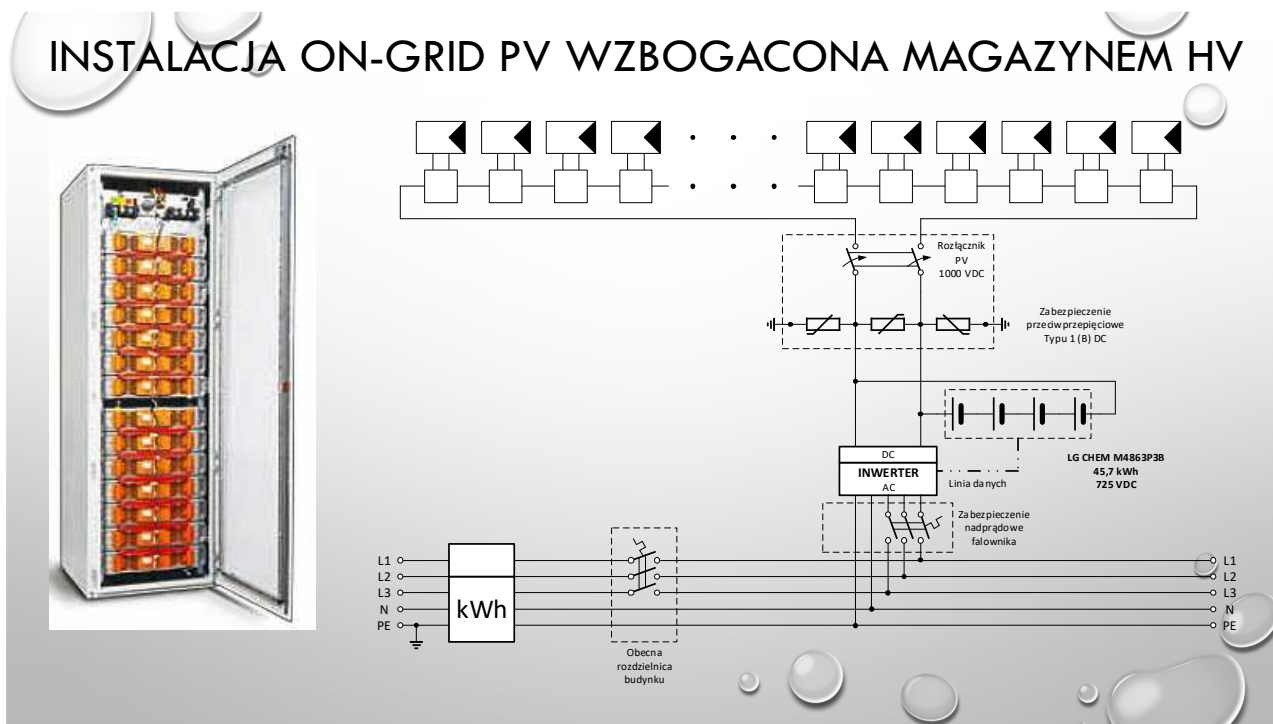 INSTALACJA ON-GRID PV WZBOGACONA MAGAZYNEM HV
Rozłącznik
PV
1000 VDC
Zabezpieczenie
przeciwprzepięciowe
Typu 1 (B) DC
DC
INWERTER
AC
Linia danych
LG CHEM M4863P3B
45,7 kWh
725 VDC
Zabezpieczenie
nadprądowe
falownika
L1
L2
L3
N
PE
kWh
Obecna
rozdzielnica
budynku
L1
L2
L3
N
PE